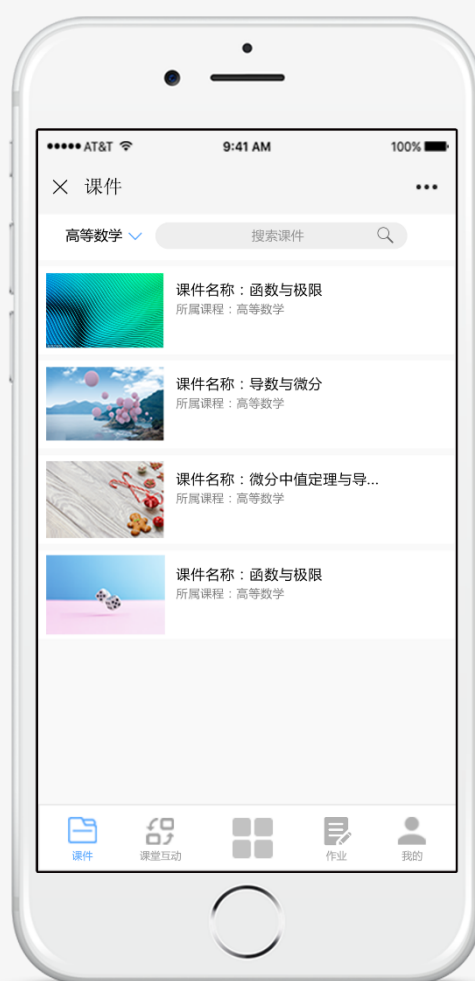 AT&T 9:41 AM 100%
课件
高等数学 搜索课件
课件名称：函数与极限
所属课程：高等数学
课件名称：导数与微分
所属课程：高等数学
课件名称：微分中值定理与导...
所属课程：高等数学
课件名称：函数与极限
所属课程：高等数学
课件 课堂互动 作业 我的